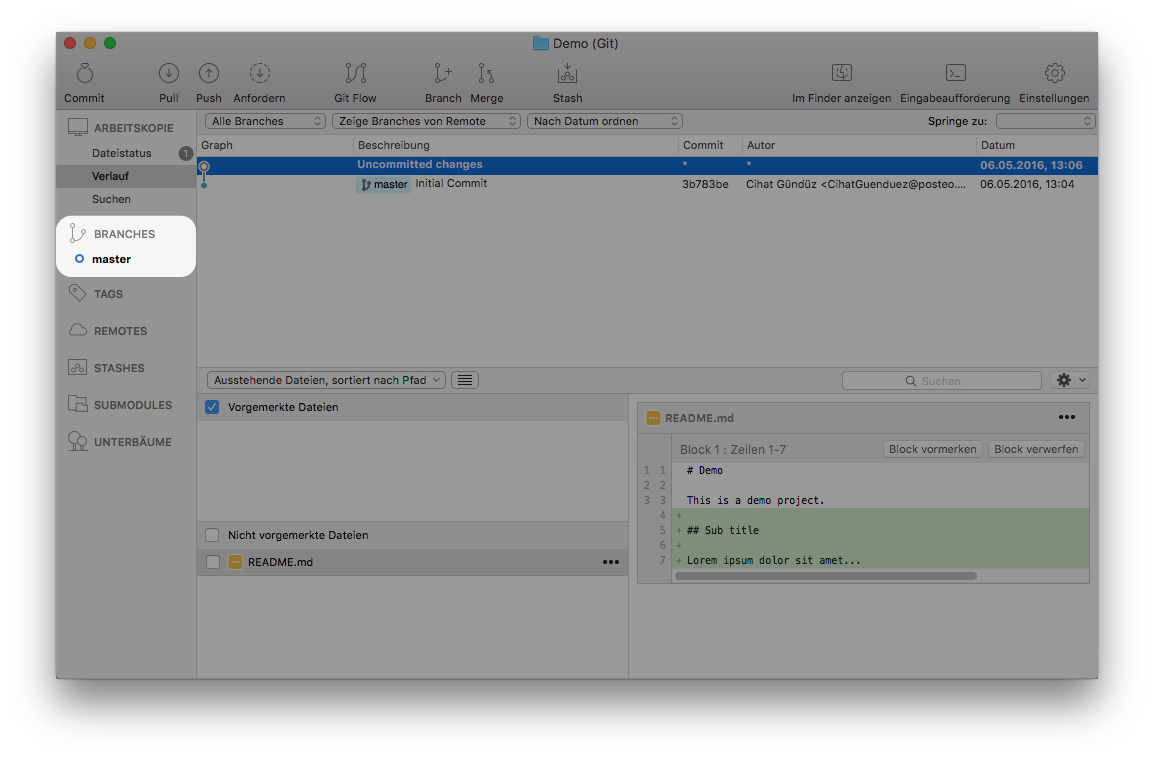 Demo (Git)
Commit Pull Push Anfordern Git Flow Branch Merge Stash Im Finder anzeigen Eingabeaufforderung Einstellungen
ARBEITSKOPIE
Dateistatus 1
Verlauf
Suchen
BRANCHES
master
TAGS
REMOTES
STASHES
SUBMODULES
UNTERBÄUME
Alle Branches Zeige Branches von Remote Nach Datum ordnen Springe zu:
Graph Beschreibung Commit Autor Datum
Uncommitted changes * * 06.05.2016, 13:06
master Initial Commit 3b783be Cihat Gündüz <CihatGuenduez@posteo.... 06.05.2016, 13:04
Ausstehende Dateien, sortiert nach Pfad Suchen
Vorgemerkte Dateien
Nicht vorgemerkte Dateien
README.md
README.md
Block 1 : Zeilen 1-7 Block vormerken Block verwerfen
1 1 # Demo
2 2
3 3 This is a demo project.
4 +
5 + ## Sub title
6 +
7 + Lorem ipsum dolor sit amet...